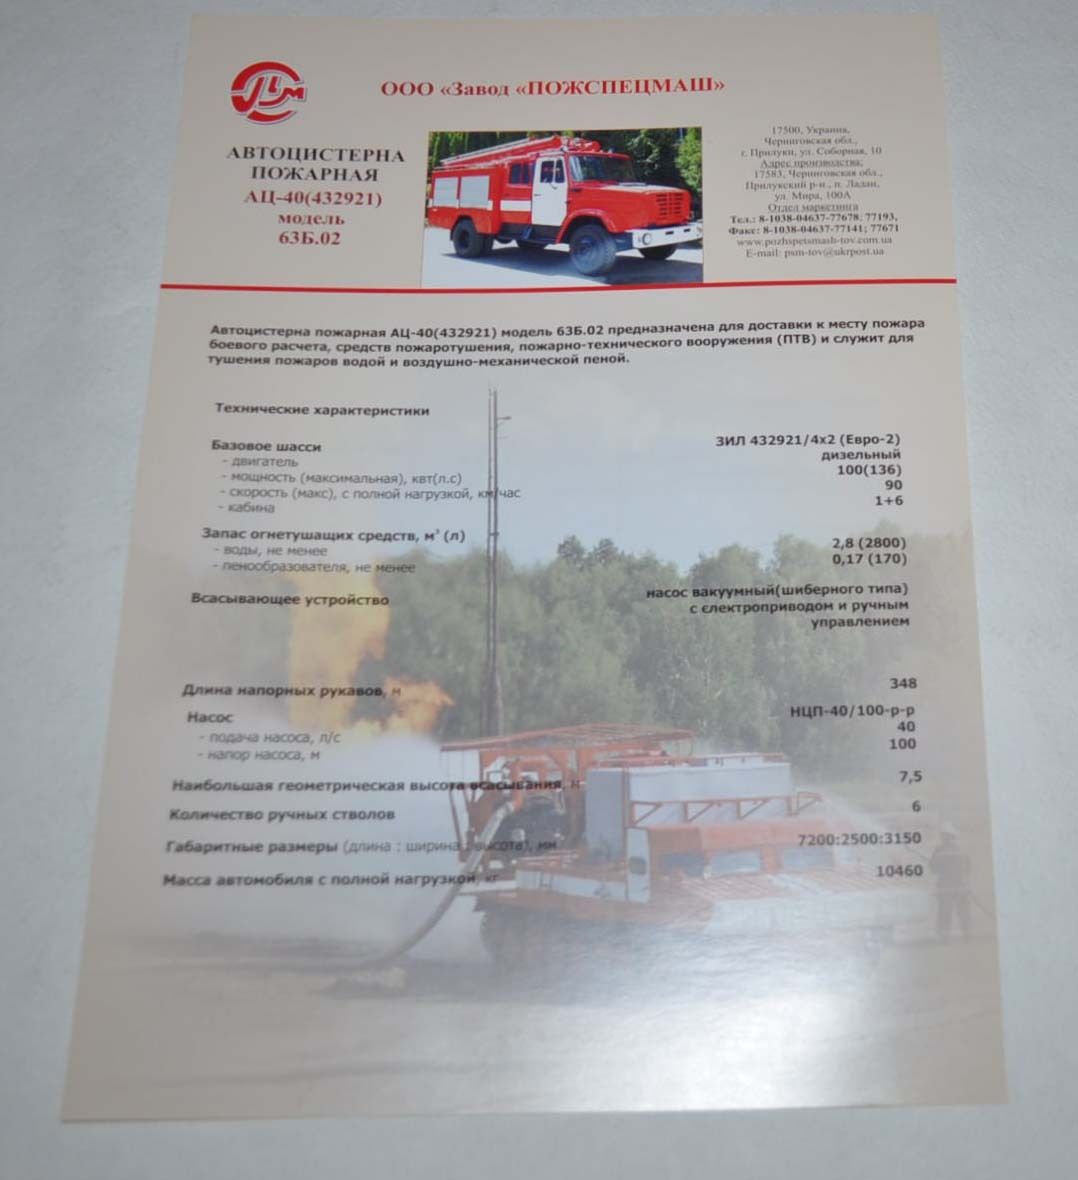 ООО «Завод «ПОЖСПЕЦМАШ»
АВТОЦИСТЕРНА
ПОЖАРНАЯ
АЦ-40(432921)
модель
63Б.02
17500, Украина,
Черниговская обл.,
г. Прилуки, ул. Соборная, 10
Адрес производства:
17583, Черниговская обл.,
Прилукский р-н., п. Ладан,
ул. Мира, 100А
Отдел маркетинга
Тел.: 8-1038-04637-77678; 77193,
Факс: 8-1038-04637-77141; 77671
www.pozhspetsmash-tov.com.ua
E-mail: psm-tov@ukrpost.ua
Автоцистерна пожарная АЦ-40(432921) модель 63Б.02 предназначена для доставки к месту пожара
боевого расчета, средств пожаротушения, пожарно-технического вооружения (ПТВ) и служит для
тушения пожаров водой и воздушно-механической пеной.
Технические характеристики
Базовое шасси ЗИЛ 432921/4х2 (Евро-2)
- двигатель дизельный
- мощность (максимальная), квт(л.с) 100(136)
- скорость (макс), с полной нагрузкой, км/час 90
- кабина 1+6
Запас огнетушащих средств, м³ (л)
- воды, не менее 2,8 (2800)
- пенообразователя, не менее 0,17 (170)
Всасывающее устройство насос вакуумный(шиберного типа)
с єлектроприводом и ручным
управлением
Длина напорных рукавов, м 348
Насос НЦП-40/100-р-р
- подача насоса, л/с 40
- напор насоса, м 100
Наибольшая геометрическая высота всасывания, м 7,5
Количество ручных стволов 6
Габаритные размеры (длина : ширина : высота), мм 7200:2500:3150
Масса автомобиля с полной нагрузкой, кг 10460